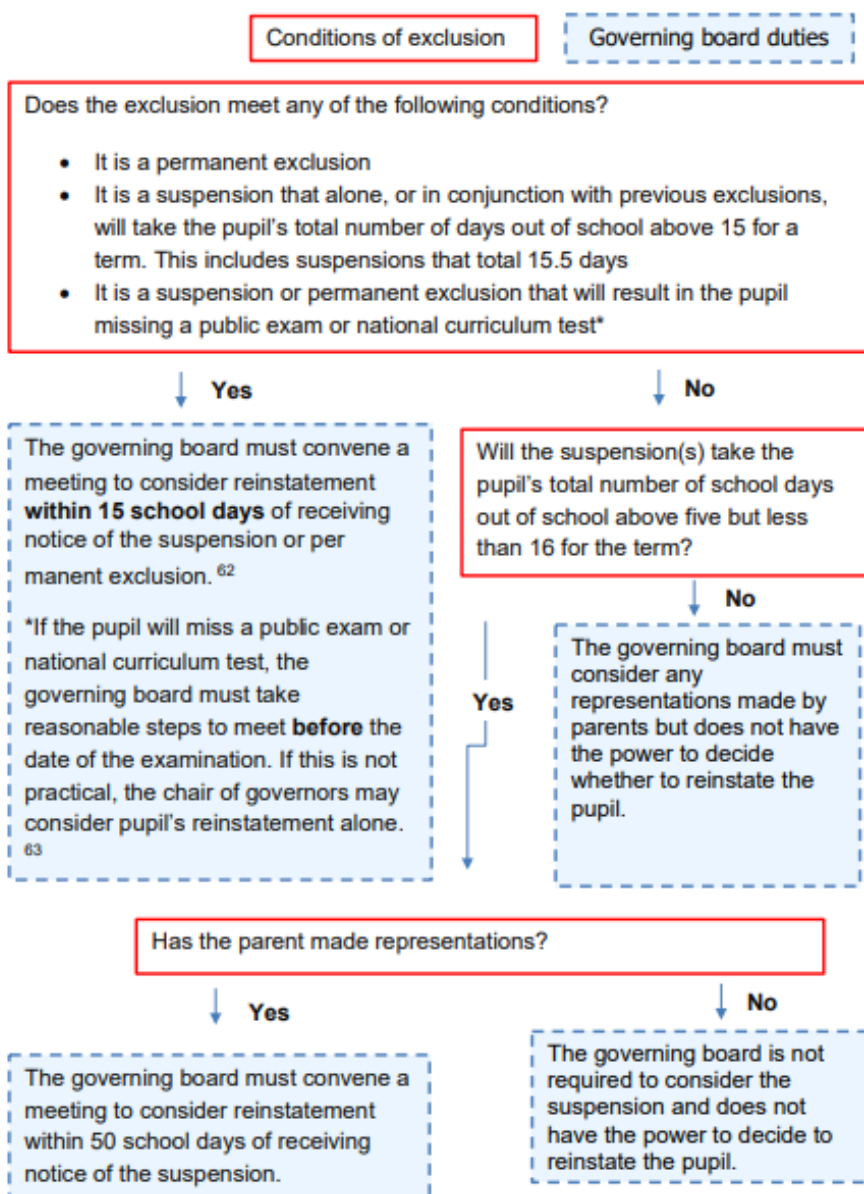 Conditions of exclusion
Governing board duties
Does the exclusion meet any of the following conditions?
• It is a permanent exclusion
• It is a suspension that alone, or in conjunction with previous exclusions,
will take the pupil's total number of days out of school above 15 for a
term. This includes suspensions that total 15.5 days
• It is a suspension or permanent exclusion that will result in the pupil
missing a public exam or national curriculum test*
Yes
No
The governing board must convene a
meeting to consider reinstatement
within 15 school days of receiving
notice of the suspension or per
manent exclusion. 62
*If the pupil will miss a public exam or
national curriculum test, the
governing board must take
reasonable steps to meet before the
date of the examination. If this is not
practical, the chair of governors may
consider pupil's reinstatement alone.
63
Will the suspension(s) take the
pupil's total number of school days
out of school above five but less
than 16 for the term?
No
Yes
The governing board must
consider any
representations made by
parents but does not have
the power to decide
whether to reinstate the
pupil.
Has the parent made representations?
Yes
No
The governing board must convene a
meeting to consider reinstatement
within 50 school days of receiving
notice of the suspension.
The governing board is not
required to consider the
suspension and does not
have the power to decide to
reinstate the pupil.